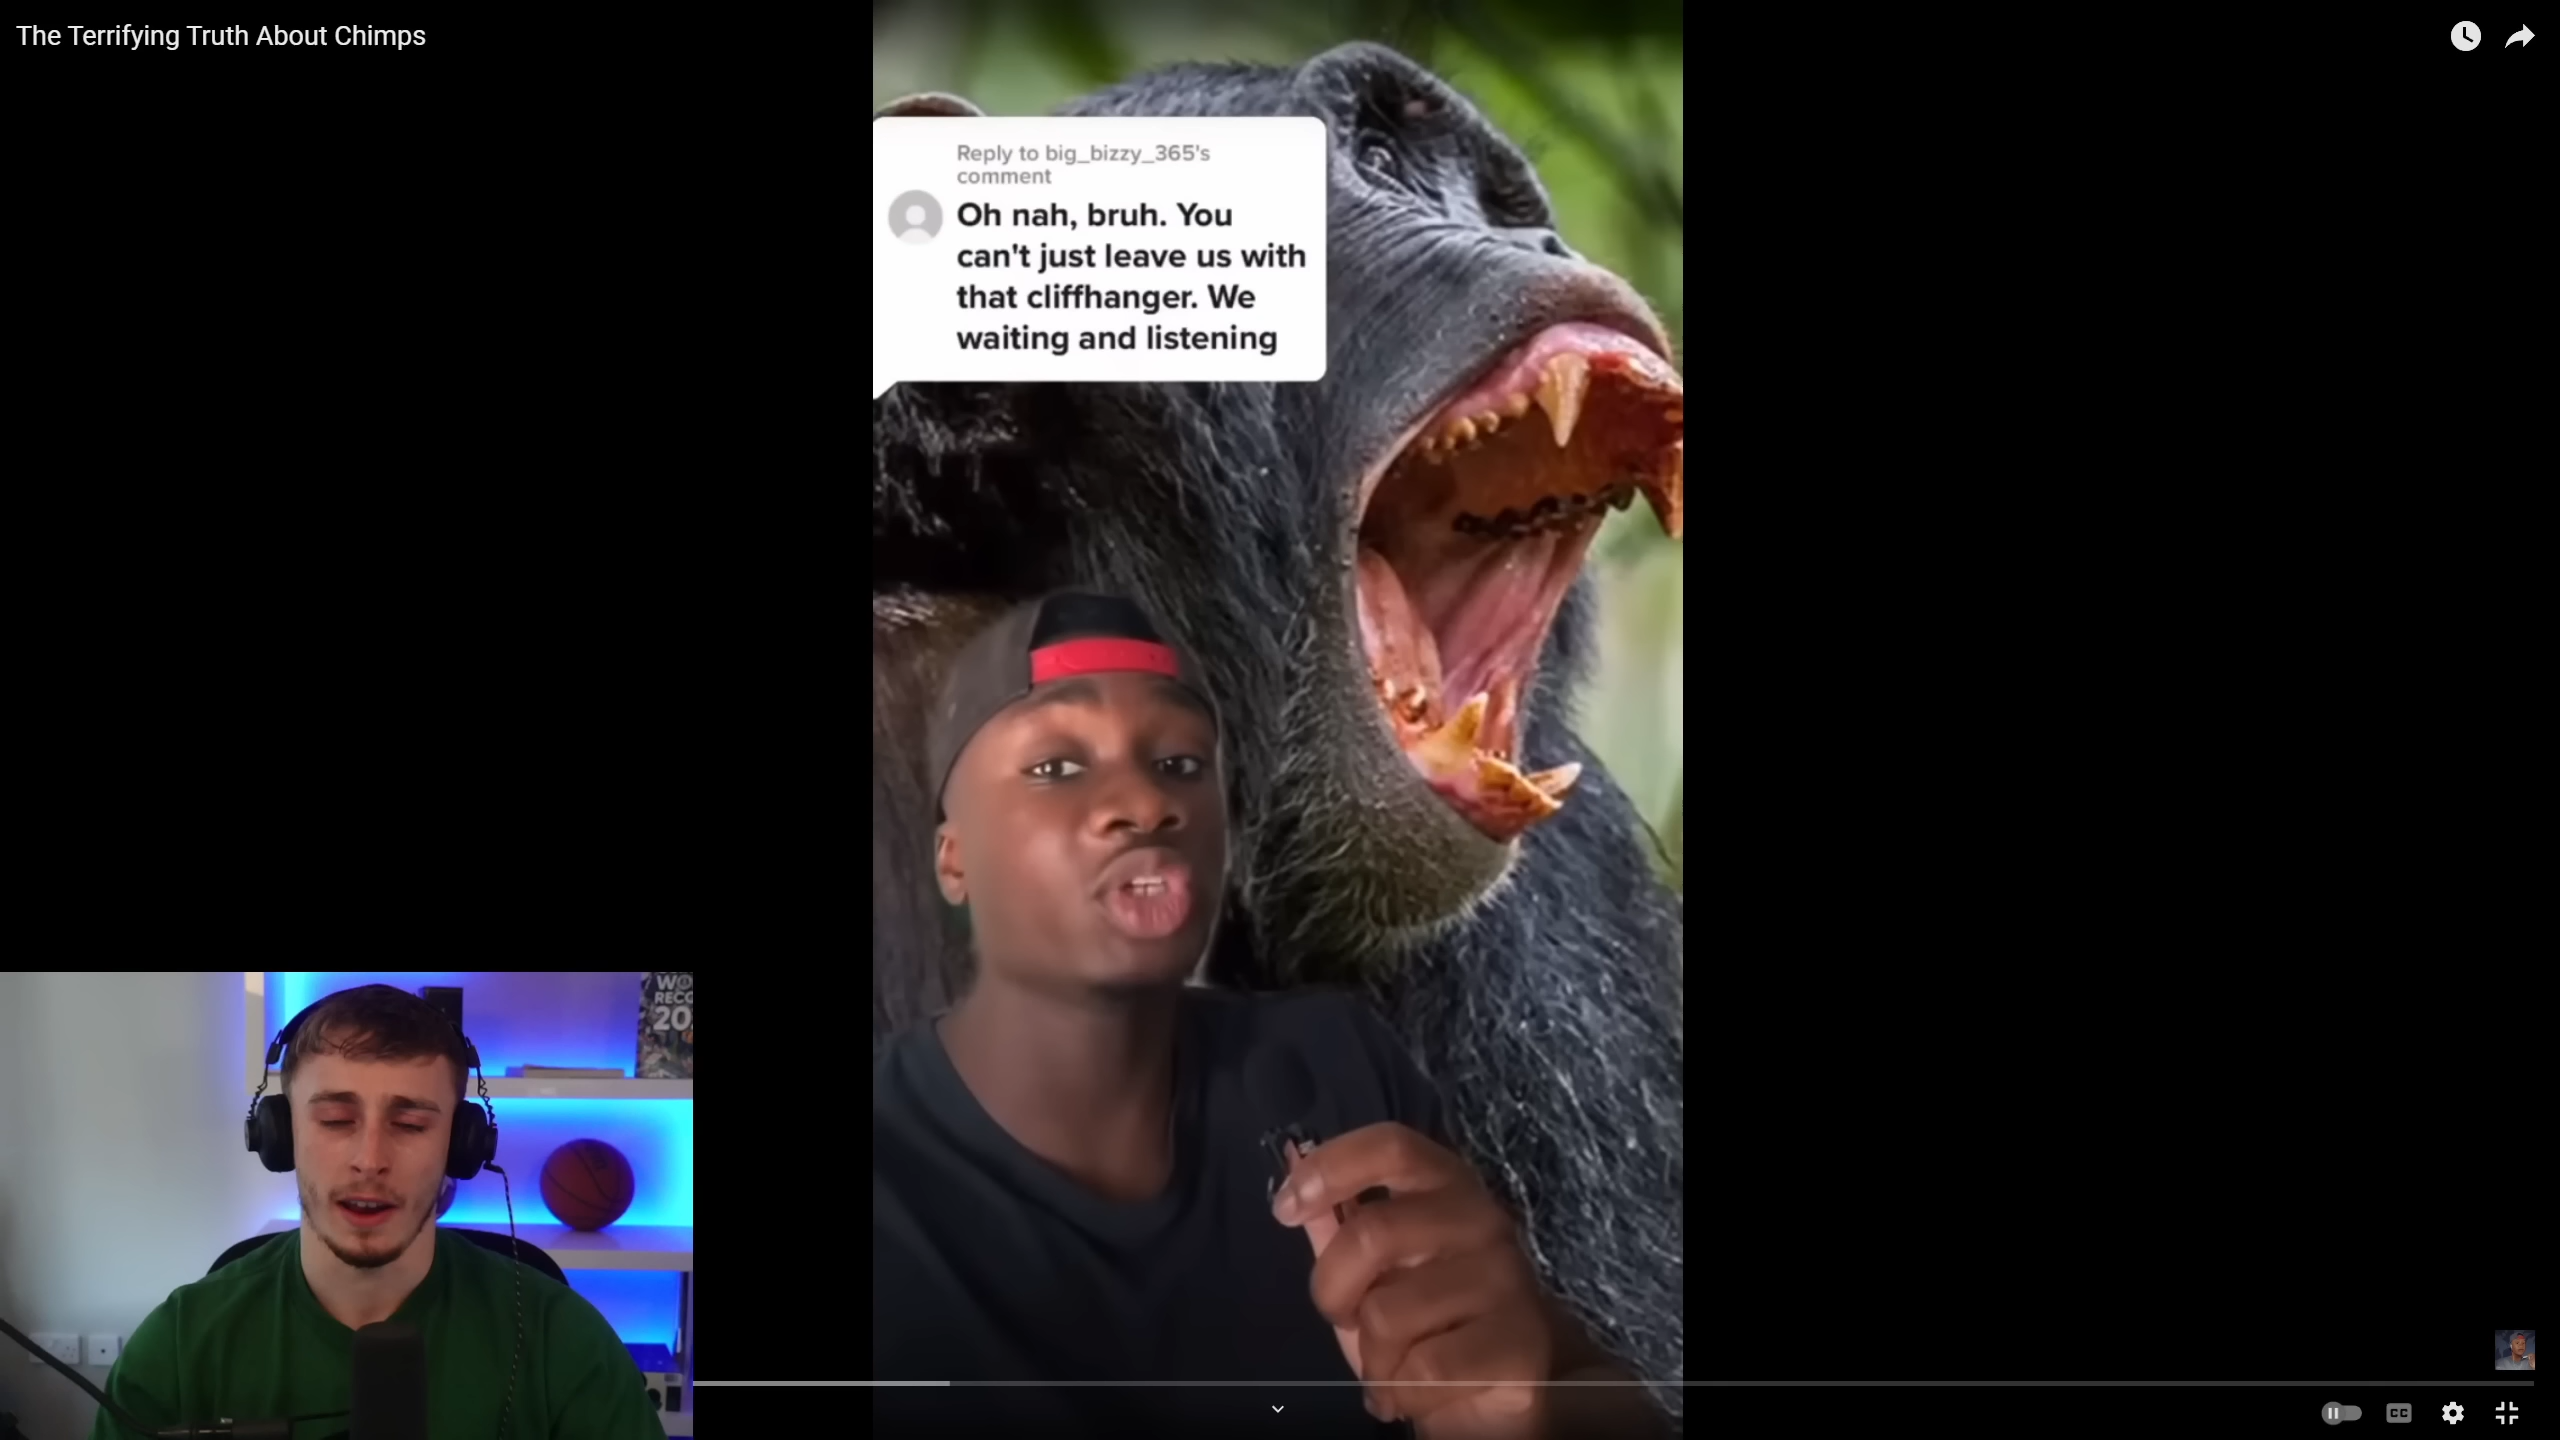 The Terrifying Truth About Chimps
Reply to big_bizzy_365's
comment
Oh nah, bruh. You
can't just leave us with
that cliffhanger. We
waiting and listening
CC